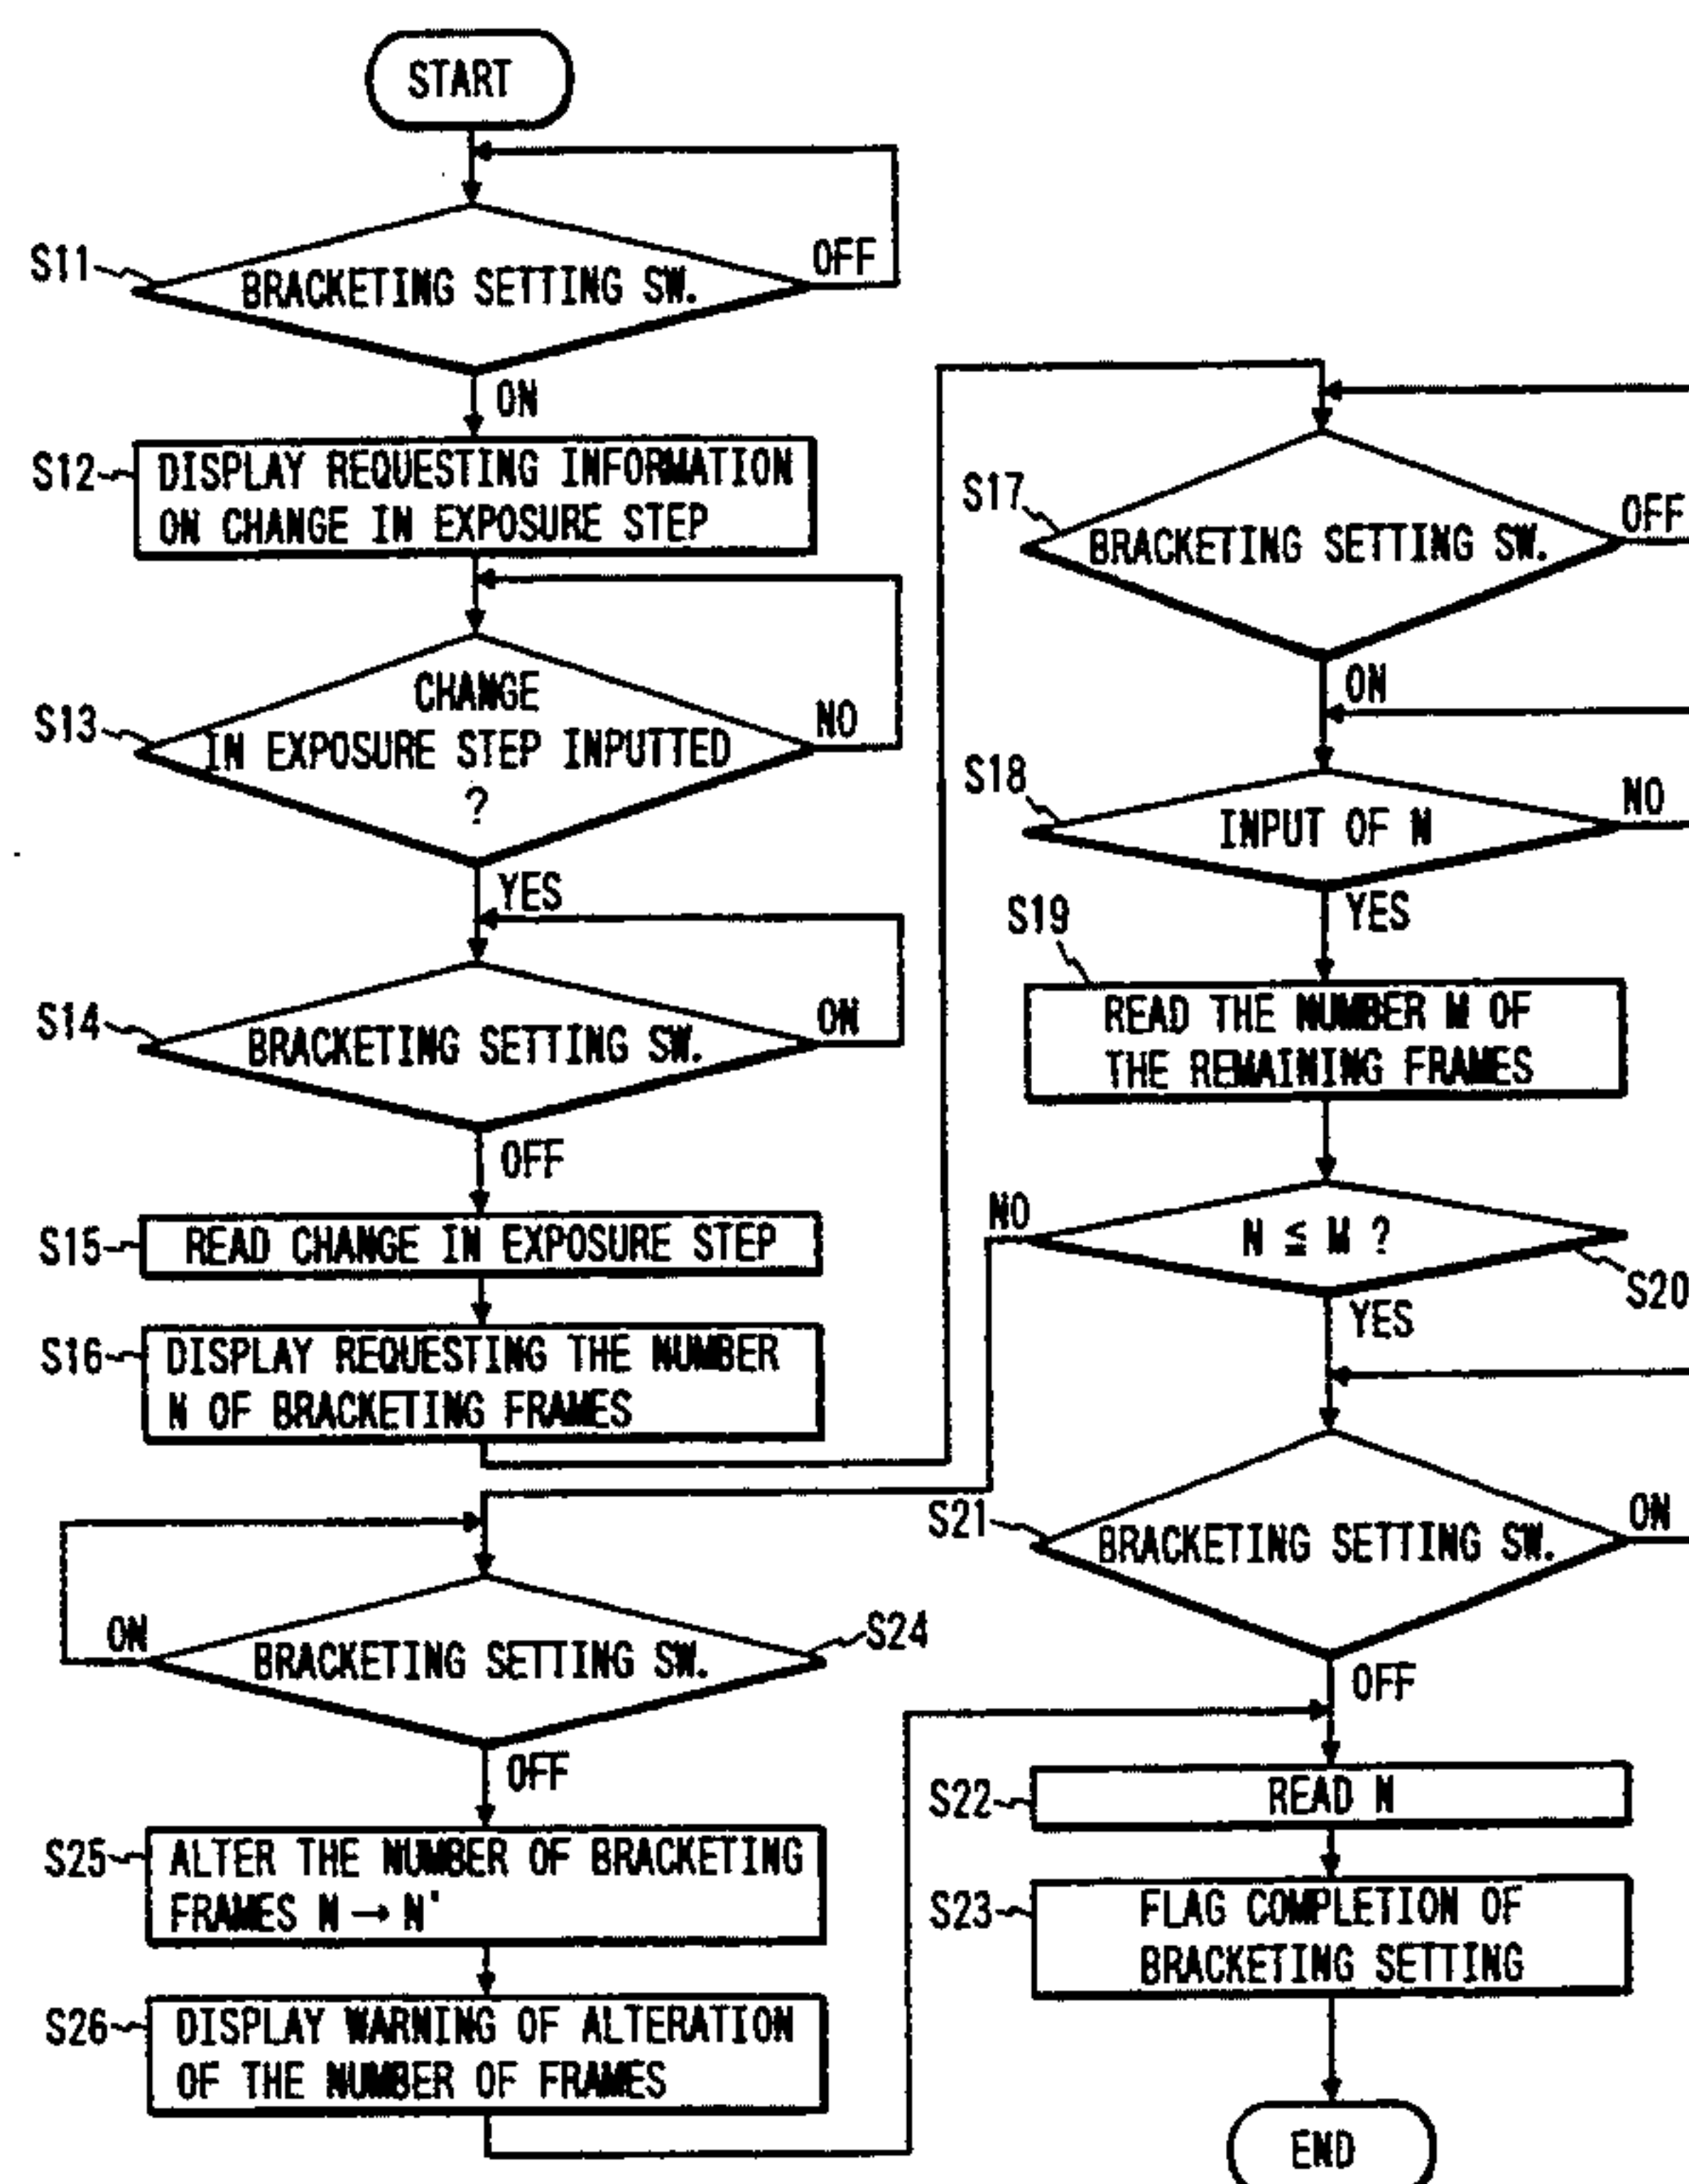 START
S11
BRACKETING SETTING SW.
OFF
ON
S12
DISPLAY REQUESTING INFORMATION
ON CHANGE IN EXPOSURE STEP
S13
CHANGE
IN EXPOSURE STEP INPUTTED
?
NO
YES
S14
BRACKETING SETTING SW.
ON
OFF
S15
READ CHANGE IN EXPOSURE STEP
S16
DISPLAY REQUESTING THE NUMBER
N OF BRACKETING FRAMES
S17
BRACKETING SETTING SW.
OFF
ON
S18
INPUT OF N
NO
YES
S19
READ THE NUMBER M OF
THE REMAINING FRAMES
NO
N ≦ M ?
S20
YES
S21
BRACKETING SETTING SW.
ON
OFF
S22
READ N
S23
FLAG COMPLETION OF
BRACKETING SETTING
END
ON
BRACKETING SETTING SW.
S24
OFF
S25
ALTER THE NUMBER OF BRACKETING
FRAMES N → N'
S26
DISPLAY WARNING OF ALTERATION
OF THE NUMBER OF FRAMES